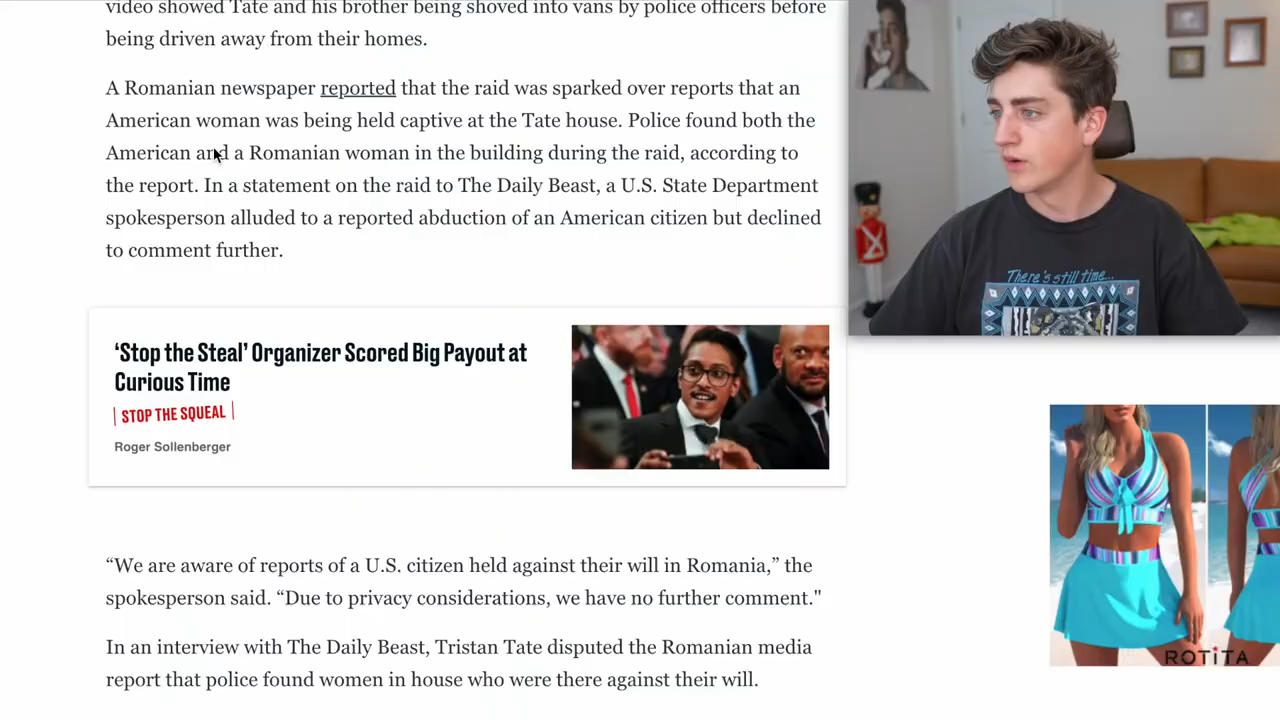 video showed Tate and his brother being shoved into vans by police officers before
being driven away from their homes.
A Romanian newspaper reported that the raid was sparked over reports that an
American woman was being held captive at the Tate house. Police found both the
American and a Romanian woman in the building during the raid, according to
the report. In a statement on the raid to The Daily Beast, a U.S. State Department
spokesperson alluded to a reported abduction of an American citizen but declined
to comment further.
‘Stop the Steal’ Organizer Scored Big Payout at
Curious Time
STOP THE SQUEAL
Roger Sollenberger
“We are aware of reports of a U.S. citizen held against their will in Romania,” the
spokesperson said. “Due to privacy considerations, we have no further comment."
In an interview with The Daily Beast, Tristan Tate disputed the Romanian media
report that police found women in house who were there against their will.
There's still time...
ROTITA